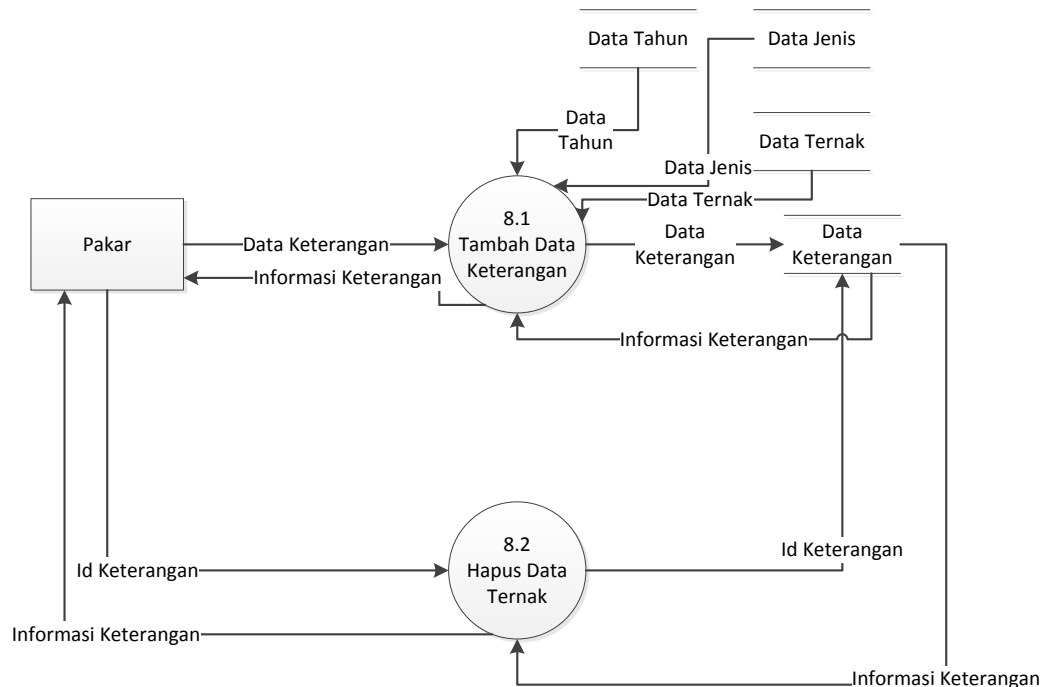 Data Tahun
Data Jenis
Data
Tahun
Data Ternak
Data Jenis
Data Ternak
Pakar
8.1
Tambah Data
Keterangan
Data Keterangan
Informasi Keterangan
Data
Keterangan
Data
Keterangan
Informasi Keterangan
8.2
Hapus Data
Ternak
Id Keterangan
Id Keterangan
Informasi Keterangan
Informasi Keterangan